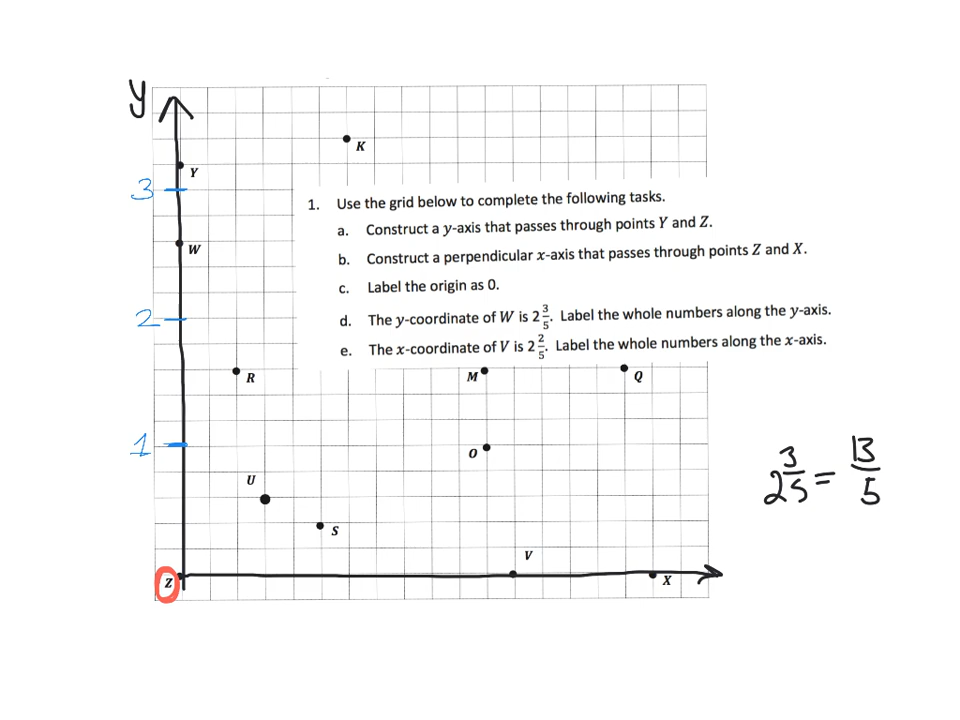 y
K
Y
3
1. Use the grid below to complete the following tasks.
a. Construct a y-axis that passes through points Y and Z.
W
b. Construct a perpendicular x-axis that passes through points Z and X.
c. Label the origin as 0.
2
d. The y-coordinate of W is 2 3/5. Label the whole numbers along the y-axis.
e. The x-coordinate of V is 2 2/5. Label the whole numbers along the x-axis.
R
M
Q
1
O
2 3/5 = 13/5
U
S
V
Z
X